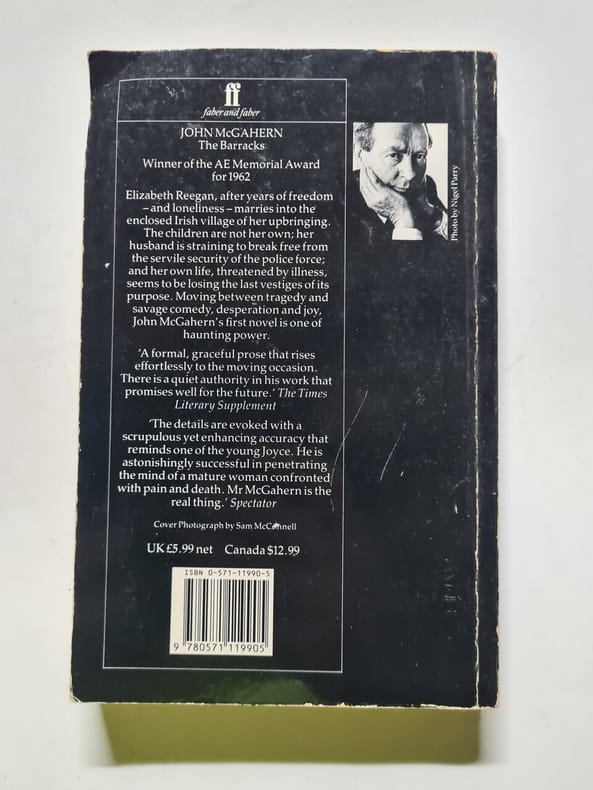 ff
faber and faber
JOHN McGAHERN
The Barracks
Winner of the AE Memorial Award
for 1962
Elizabeth Reegan, after years of freedom
– and loneliness – marries into the
enclosed Irish village of her upbringing.
The children are not her own; her
husband is straining to break free from
the servile security of the police force;
and her own life, threatened by illness,
seems to be losing the last vestiges of its
purpose. Moving between tragedy and
savage comedy, desperation and joy,
John McGahern's first novel is one of
haunting power.
'A formal, graceful prose that rises
effortlessly to the moving occasion.
There is a quiet authority in his work that
promises well for the future.' The Times
Literary Supplement
'The details are evoked with a
scrupulous yet enhancing accuracy that
reminds one of the young Joyce. He is
astonishingly successful in penetrating
the mind of a mature woman confronted
with pain and death. Mr McGahern is the
real thing.' Spectator
Cover Photograph by Sam McConnell
UK £5.99 net Canada $12.99
ISBN 0-571-11990-5
9 780571 119905
Photo by Nigel Parry